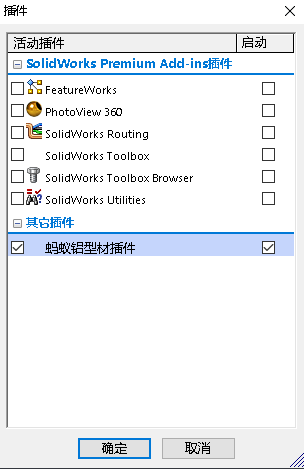 插件
活动插件 启动
SolidWorks Premium Add-ins插件
FeatureWorks
PhotoView 360
SolidWorks Routing
SolidWorks Toolbox
SolidWorks Toolbox Browser
SolidWorks Utilities
其它插件
蚂蚁铝型材插件
确定 取消